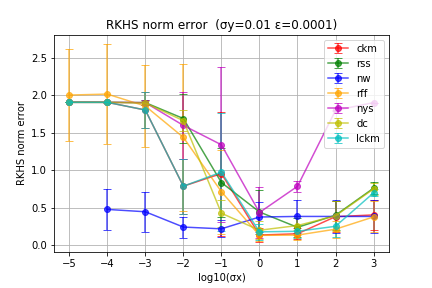 RKHS norm error (σy=0.01 ε=0.0001)
RKHS norm error
2.5
2.0
1.5
1.0
0.5
0.0
ckm
rss
nw
rff
nys
dc
lckm
−5 −4 −3 −2 −1 0 1 2 3
log10(σx)